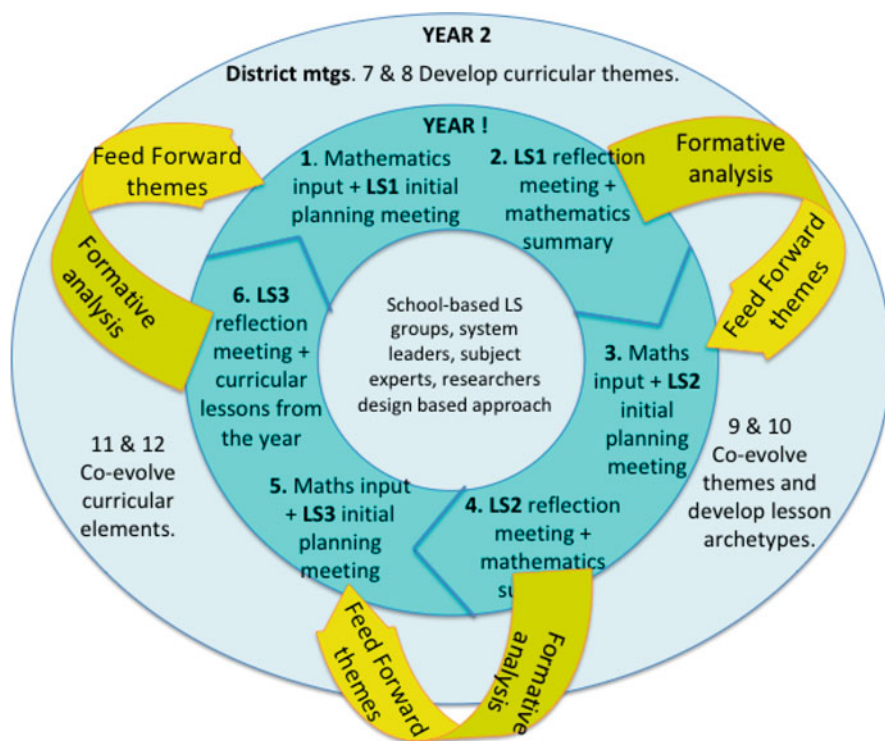 YEAR 2
District mtgs. 7 & 8 Develop curricular themes.
YEAR !
1. Mathematics
input + LS1 initial
planning meeting
2. LS1 reflection
meeting +
mathematics
summary
Formative
analysis
Feed Forward
themes
3. Maths
input + LS2
initial
planning
meeting
9 & 10
Co-evolve
themes and
develop lesson
archetypes.
4. LS2 reflection
meeting +
mathematics
Formative
analysis
Feed Forward
themes
5. Maths input
+ LS3 initial
planning
meeting
11 & 12
Co-evolve
curricular
elements.
6. LS3
reflection
meeting +
curricular
lessons from
the year
Formative
analysis
Feed Forward
themes
School-based LS
groups, system
leaders, subject
experts, researchers
design based approach